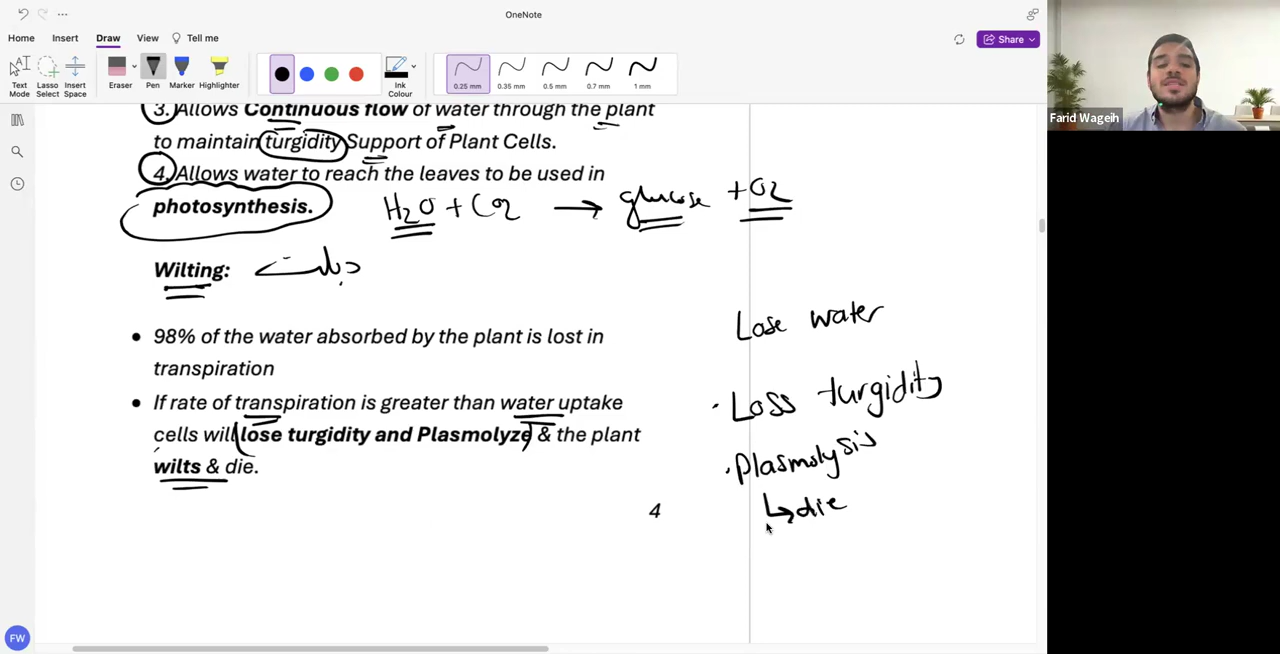 OneNote
Home Insert Draw View Tell me
Share
Text Mode
Lasso Select
Insert Space
Eraser
Pen
Marker
Highlighter
Ink Colour
0.25 mm
0.35 mm
0.5 mm
0.7 mm
1 mm
Farid Wageih
3. Allows Continuous flow of water through the plant
to maintain turgidity Support of Plant Cells.
4. Allows water to reach the leaves to be used in
photosynthesis. H2O + CO2 → glucose + O2
Wilting: دبلت
Lose water
• 98% of the water absorbed by the plant is lost in
transpiration
• If rate of transpiration is greater than water uptake
· Loss turgidity
cells will lose turgidity and Plasmolyze & the plant
· Plasmolysis
wilts & die.
↳ die
4
FW